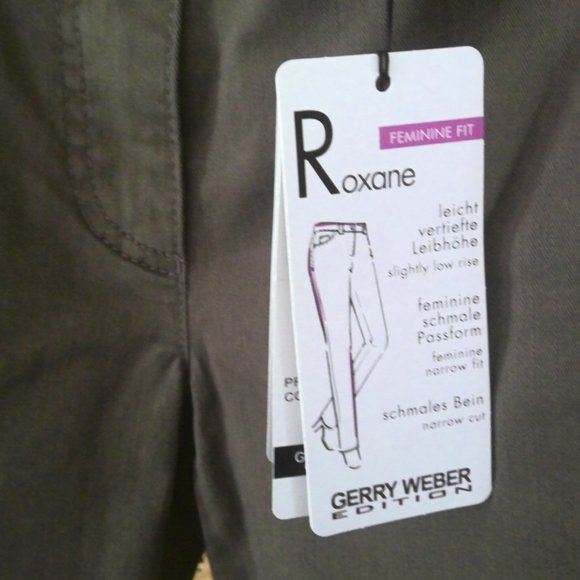 FEMININE FIT
Roxane
leicht
vertiefte
Leibhöhe
slightly low rise
feminine
schmale
Passform
feminine
narrow fit
schmales Bein
narrow cut
GERRY WEBER
EDITION